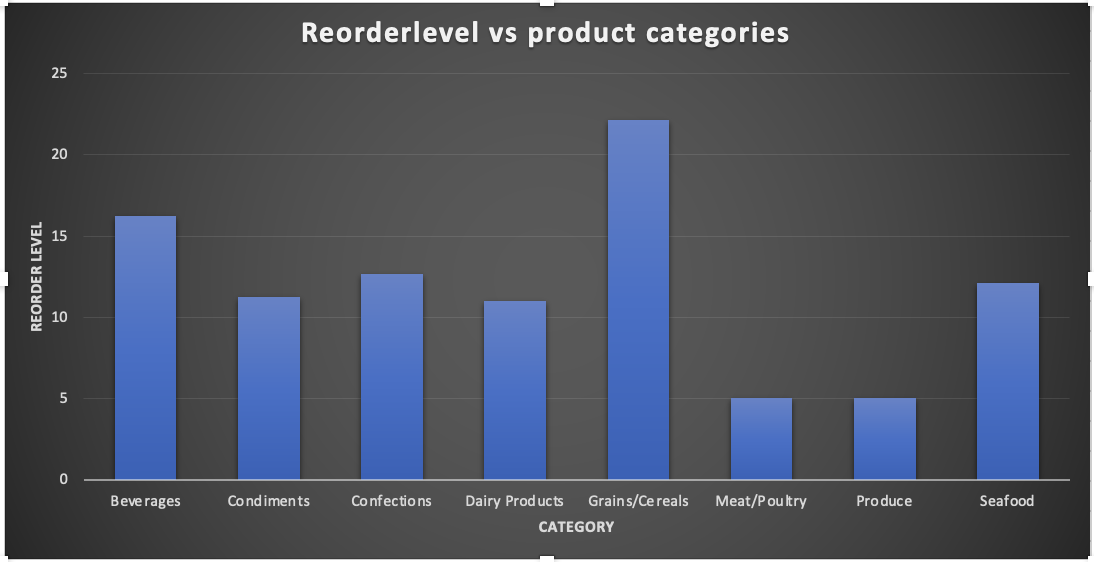 Reorderlevel vs product categories
25
20
15
10
5
0
REORDER LEVEL
Beverages Condiments Confections Dairy Products Grains/Cereals Meat/Poultry Produce Seafood
CATEGORY